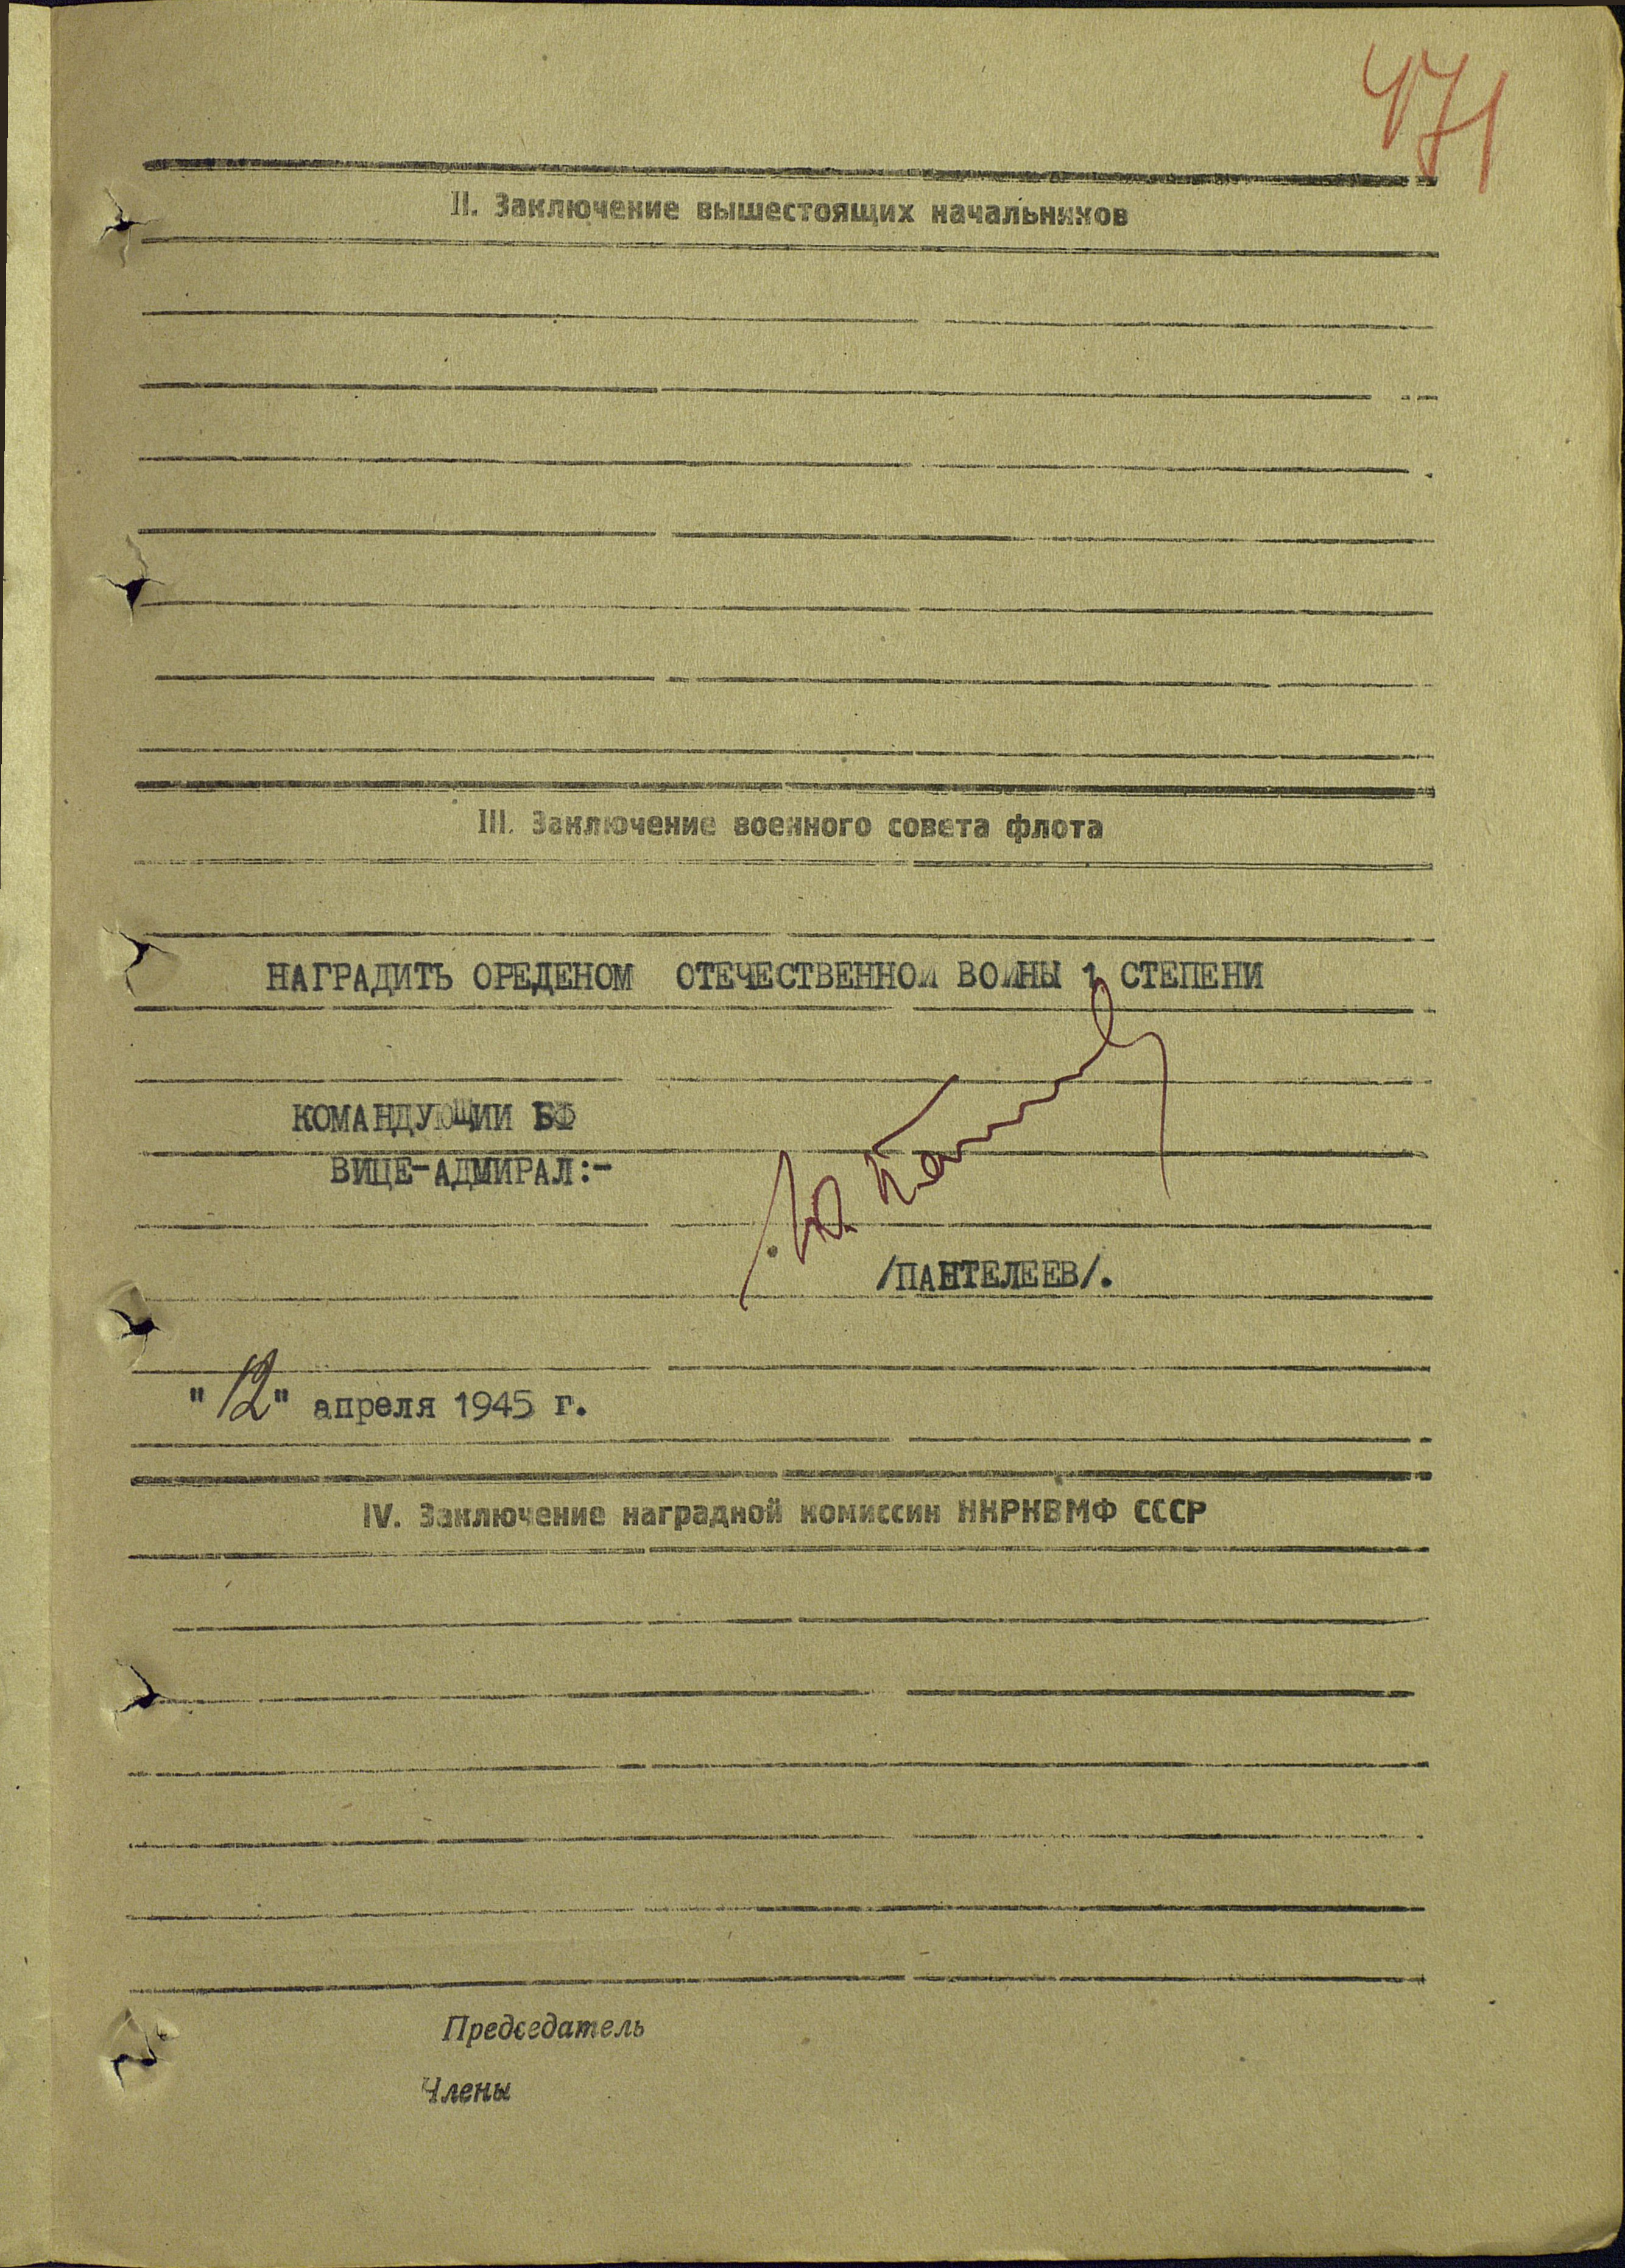 471
II. Заключение вышестоящих начальников
III. Заключение военного совета флота
НАГРАДИТЬ ОРЕДЕНОМ ОТЕЧЕСТВЕННОЙ ВОЙНЫ 1 СТЕПЕНИ
КОМАНДУЮЩИЙ БФ
ВИЦЕ-АДМИРАЛ:-
/ПАНТЕЛЕЕВ/.
"12" апреля 1945 г.
IV. Заключение наградной комиссии НКРКВМФ СССР
Председатель
Члены